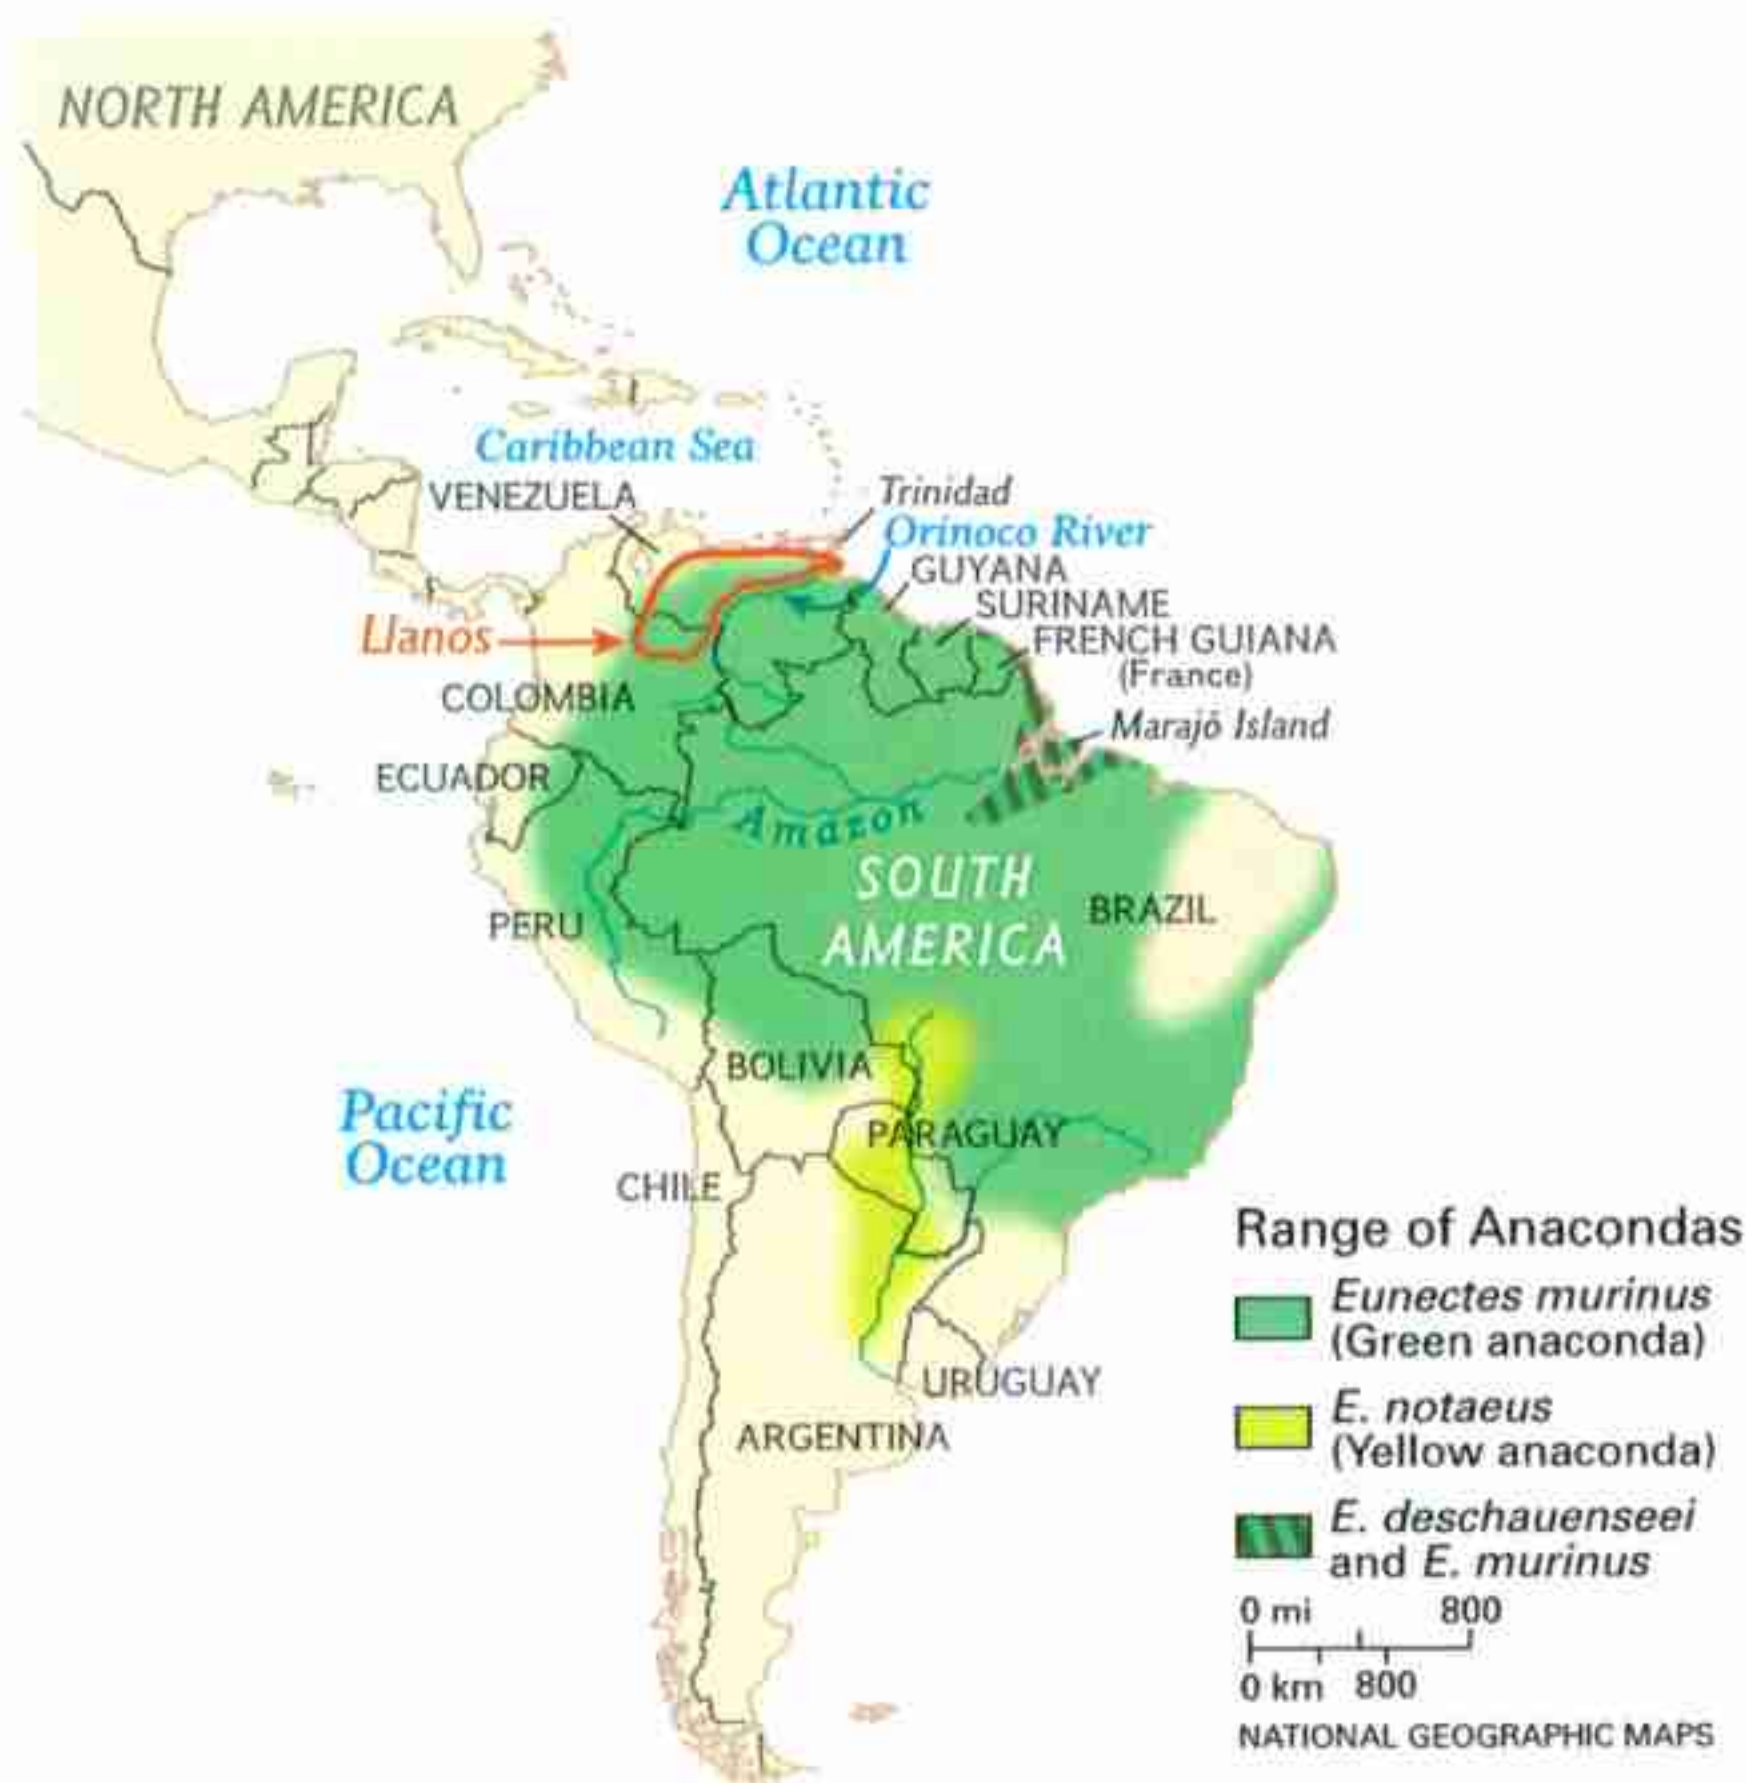 NORTH AMERICA
Atlantic
Ocean
Caribbean Sea
VENEZUELA
Trinidad
Orinoco River
GUYANA
SURINAME
FRENCH GUIANA
(France)
Llanos
COLOMBIA
Marajó Island
ECUADOR
Amazon
SOUTH
AMERICA
BRAZIL
PERU
BOLIVIA
Pacific
Ocean
PARAGUAY
CHILE
URUGUAY
ARGENTINA
Range of Anacondas
Eunectes murinus
(Green anaconda)
E. notaeus
(Yellow anaconda)
E. deschauenseei
and E. murinus
0 mi 800
0 km 800
NATIONAL GEOGRAPHIC MAPS